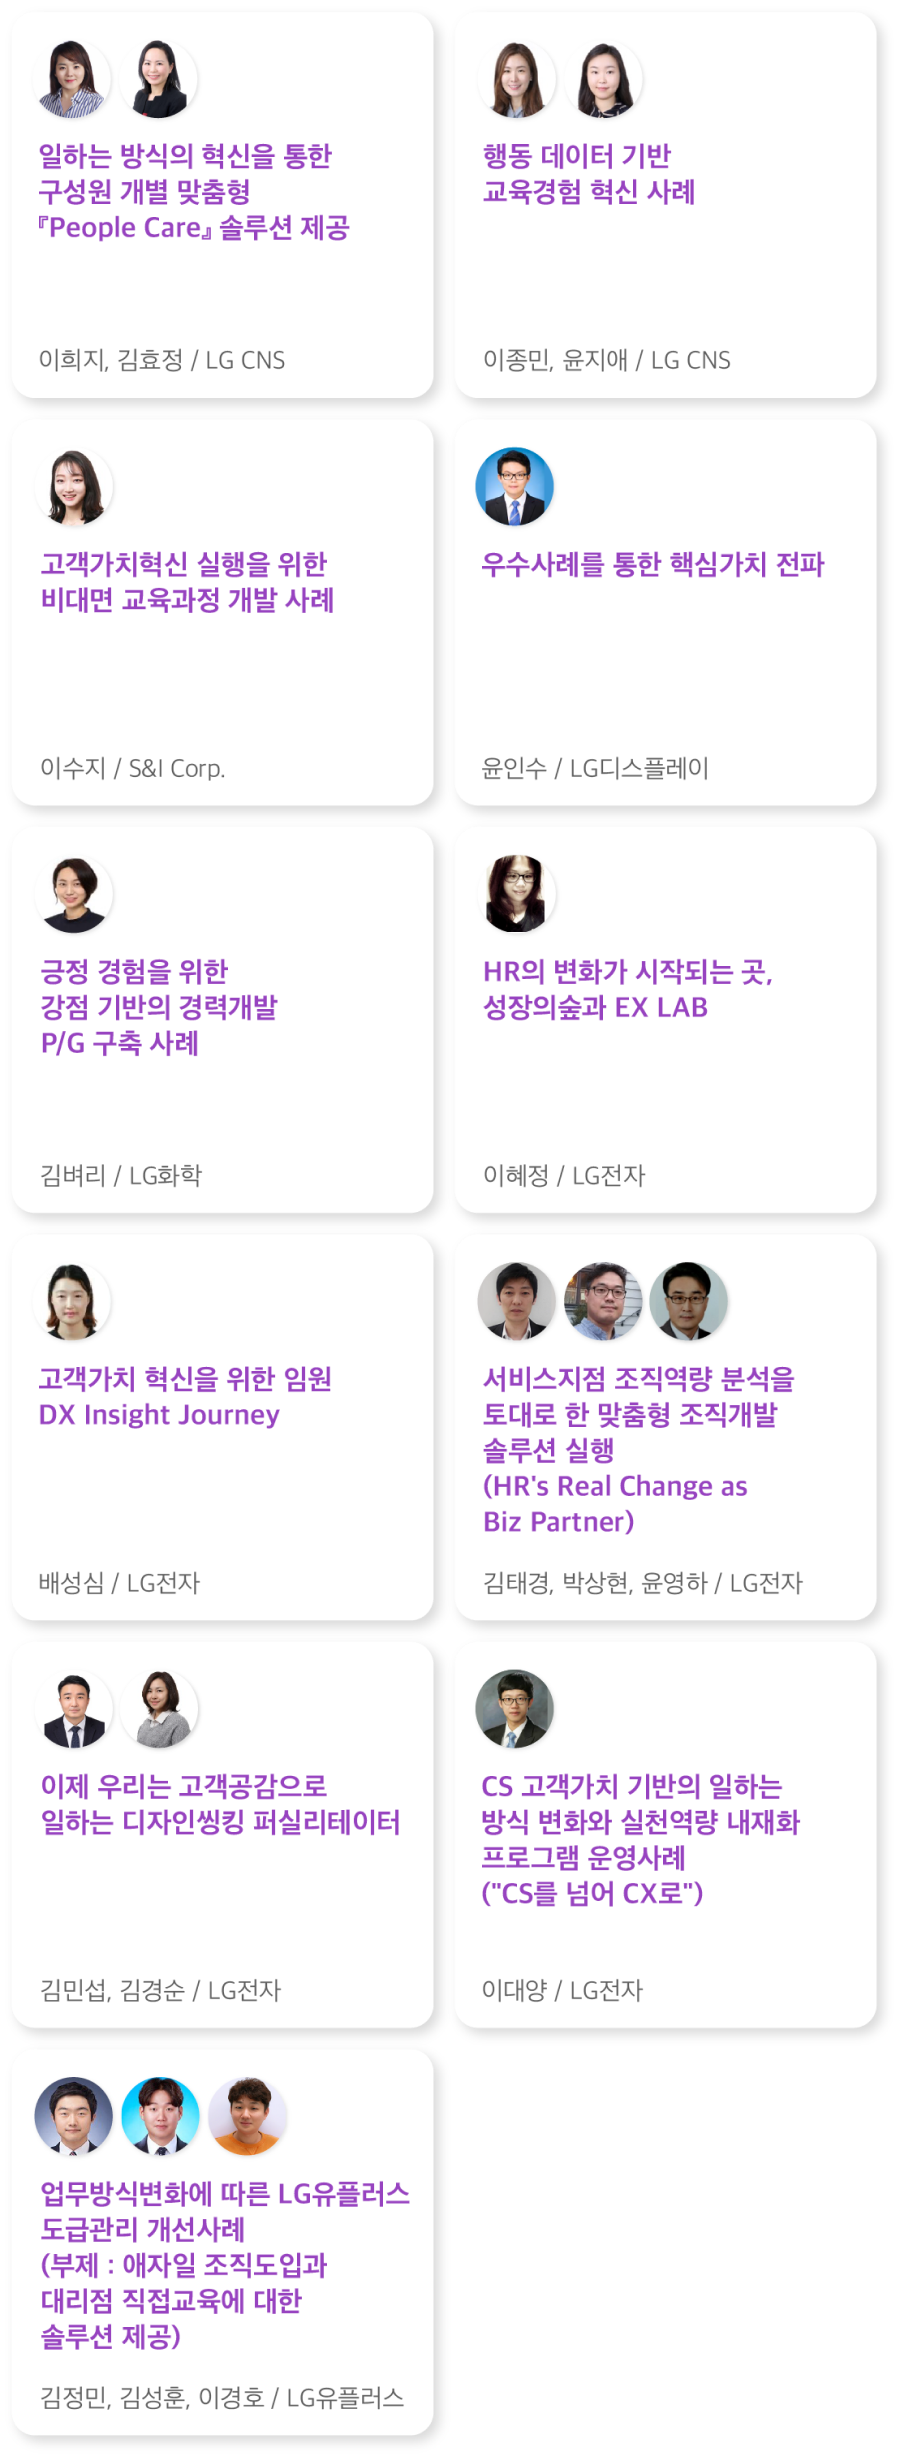 일하는 방식의 혁신을 통한
구성원 개별 맞춤형
『People Care』 솔루션 제공
이희지, 김효정 / LG CNS
행동 데이터 기반
교육경험 혁신 사례
이종민, 윤지애 / LG CNS
고객가치혁신 실행을 위한
비대면 교육과정 개발 사례
이수지 / S&I Corp.
우수사례를 통한 핵심가치 전파
윤인수 / LG디스플레이
긍정 경험을 위한
강점 기반의 경력개발
P/G 구축 사례
김벼리 / LG화학
HR의 변화가 시작되는 곳,
성장의숲과 EX LAB
이혜정 / LG전자
고객가치 혁신을 위한 임원
DX Insight Journey
배성심 / LG전자
서비스지점 조직역량 분석을
토대로 한 맞춤형 조직개발
솔루션 실행
(HR's Real Change as
Biz Partner)
김태경, 박상현, 윤영하 / LG전자
이제 우리는 고객공감으로
일하는 디자인씽킹 퍼실리테이터
김민섭, 김경순 / LG전자
CS 고객가치 기반의 일하는
방식 변화와 실천역량 내재화
프로그램 운영사례
("CS를 넘어 CX로")
이대양 / LG전자
업무방식변화에 따른 LG유플러스
도급관리 개선사례
(부제 : 애자일 조직도입과
대리점 직접교육에 대한
솔루션 제공)
김정민, 김성훈, 이경호 / LG유플러스